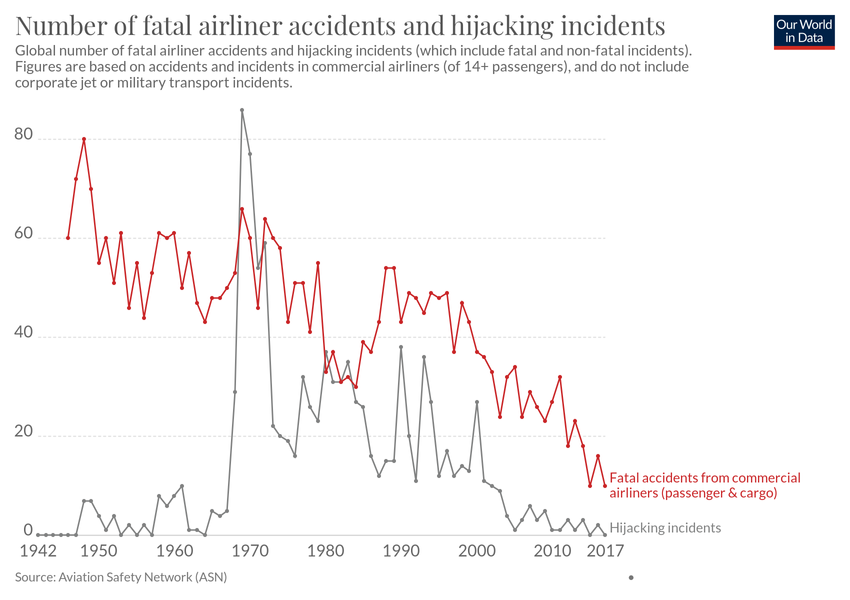 Number of fatal airliner accidents and hijacking incidents
Our World
in Data
Global number of fatal airliner accidents and hijacking incidents (which include fatal and non-fatal incidents).
Figures are based on accidents and incidents in commercial airliners (of 14+ passengers), and do not include
corporate jet or military transport incidents.
80
60
40
20
0
Fatal accidents from commercial
airliners (passenger & cargo)
Hijacking incidents
1942 1950 1960 1970 1980 1990 2000 2010 2017
Source: Aviation Safety Network (ASN)